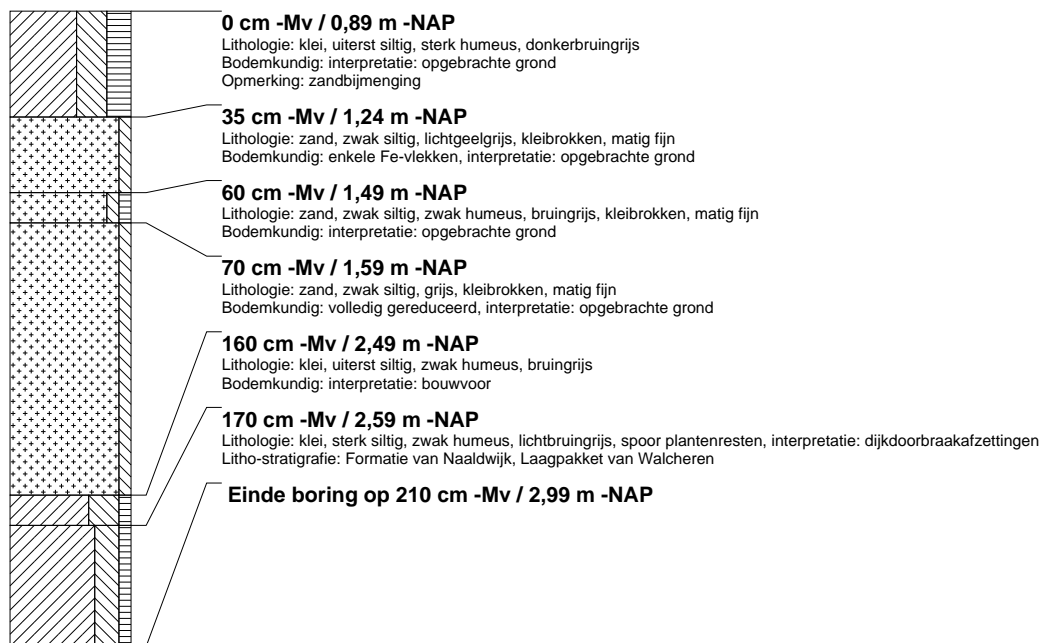 0 cm -Mv / 0,89 m -NAP
Lithologie: klei, uiterst siltig, sterk humeus, donkerbruingrijs
Bodemkundig: interpretatie: opgebrachte grond
Opmerking: zandbijmenging
35 cm -Mv / 1,24 m -NAP
Lithologie: zand, zwak siltig, lichtgeelgrijs, kleibrokken, matig fijn
Bodemkundig: enkele Fe-vlekken, interpretatie: opgebrachte grond
60 cm -Mv / 1,49 m -NAP
Lithologie: zand, zwak siltig, zwak humeus, bruingrijs, kleibrokken, matig fijn
Bodemkundig: interpretatie: opgebrachte grond
70 cm -Mv / 1,59 m -NAP
Lithologie: zand, zwak siltig, grijs, kleibrokken, matig fijn
Bodemkundig: volledig gereduceerd, interpretatie: opgebrachte grond
160 cm -Mv / 2,49 m -NAP
Lithologie: klei, uiterst siltig, zwak humeus, bruingrijs
Bodemkundig: interpretatie: bouwvoor
170 cm -Mv / 2,59 m -NAP
Lithologie: klei, sterk siltig, zwak humeus, lichtbruingrijs, spoor plantenresten, interpretatie: dijkdoorbraakafzettingen
Litho-stratigrafie: Formatie van Naaldwijk, Laagpakket van Walcheren
Einde boring op 210 cm -Mv / 2,99 m -NAP